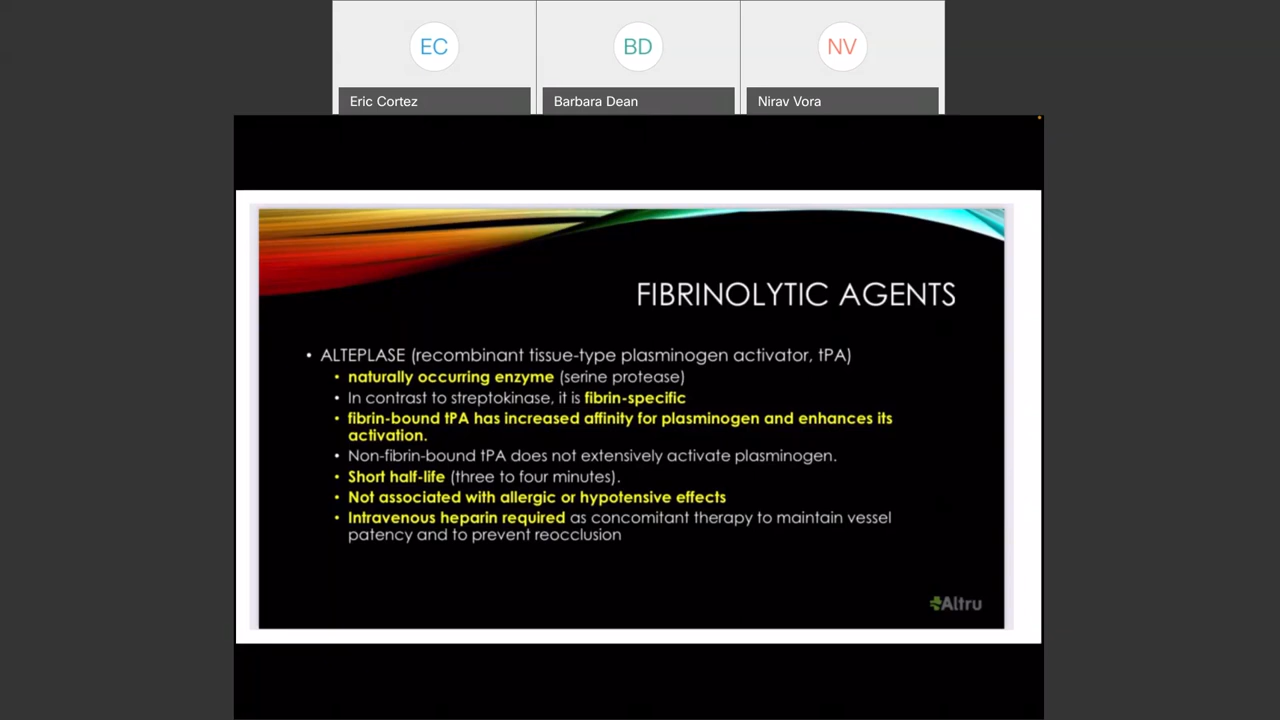 EC
BD
NV
Eric Cortez
Barbara Dean
Nirav Vora
FIBRINOLYTIC AGENTS
• ALTEPLASE (recombinant tissue-type plasminogen activator, tPA)
• naturally occurring enzyme (serine protease)
• In contrast to streptokinase, it is fibrin-specific
• fibrin-bound tPA has increased affinity for plasminogen and enhances its
activation.
• Non-fibrin-bound tPA does not extensively activate plasminogen.
• Short half-life (three to four minutes).
• Not associated with allergic or hypotensive effects
• Intravenous heparin required as concomitant therapy to maintain vessel
patency and to prevent reocclusion
Altru